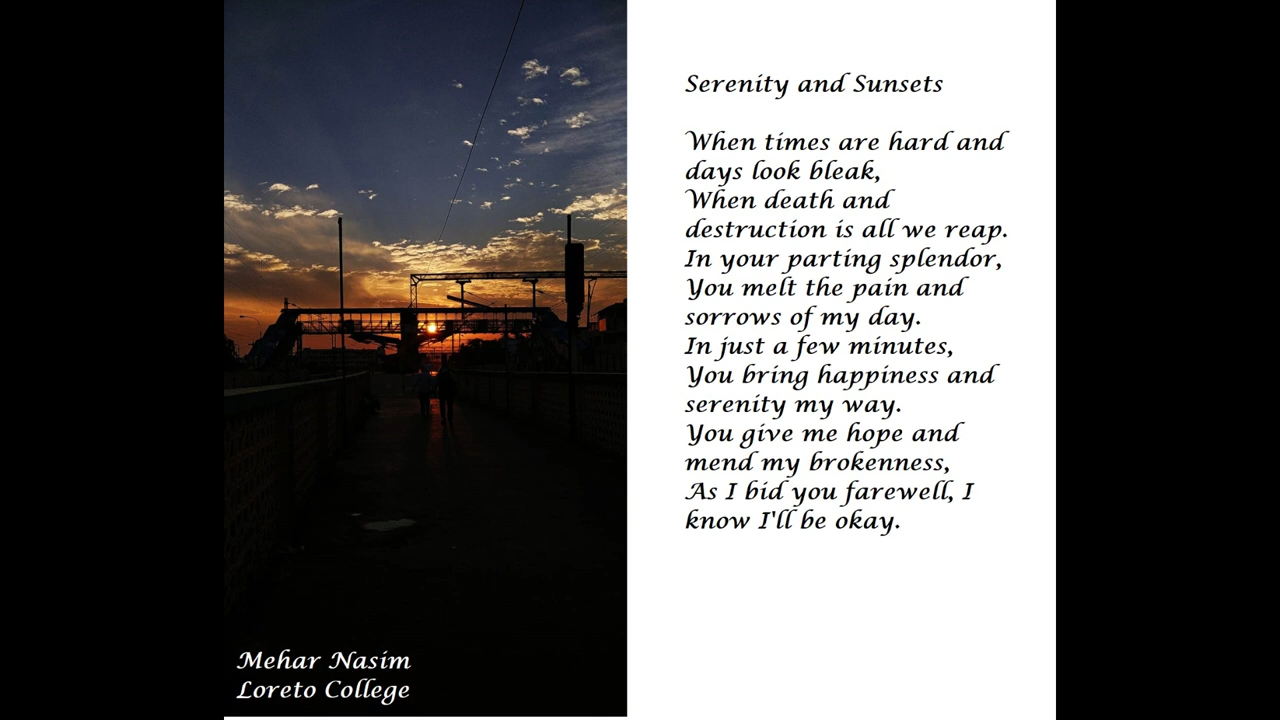 Serenity and Sunsets
When times are hard and
days look bleak,
When death and
destruction is all we reap.
In your parting splendor,
You melt the pain and
sorrows of my day.
In just a few minutes,
You bring happiness and
serenity my way.
You give me hope and
mend my brokenness,
As I bid you farewell, I
know I'll be okay.
Mehar Nasim
Loreto College